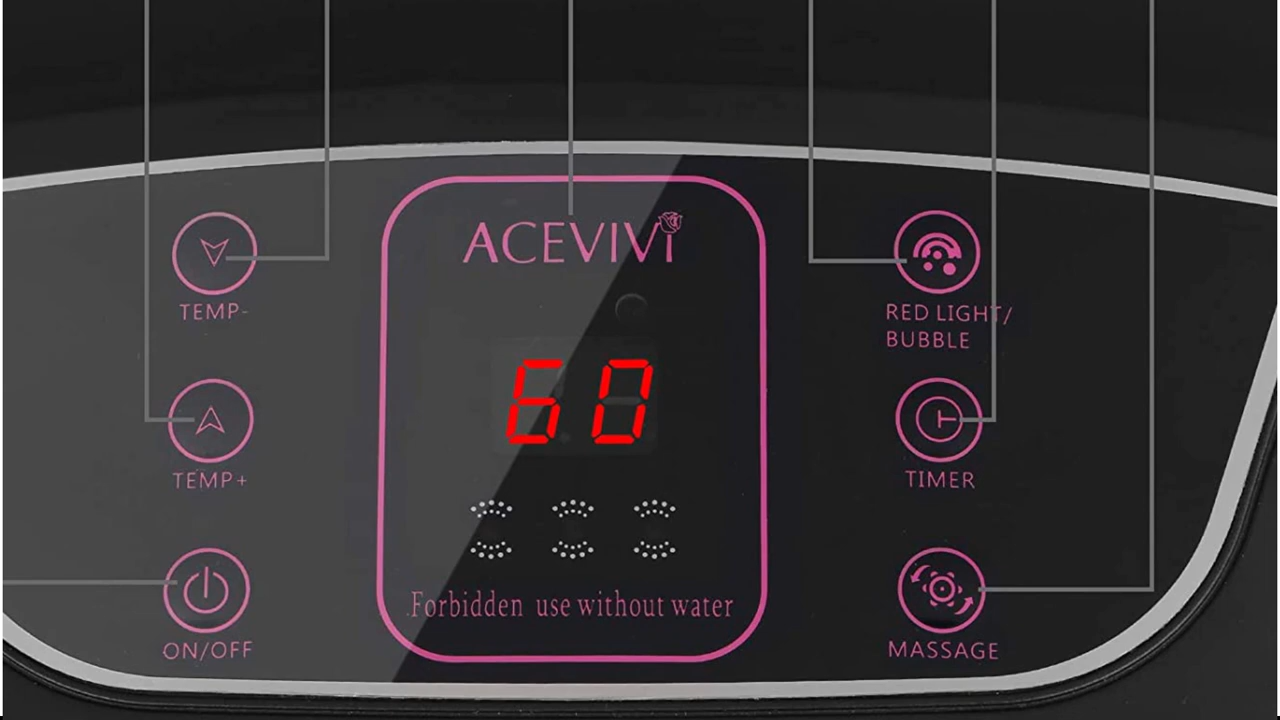 ACEVIVI
TEMP-
RED LIGHT/
BUBBLE
60
TEMP+
TIMER
Forbidden use without water
ON/OFF
MASSAGE